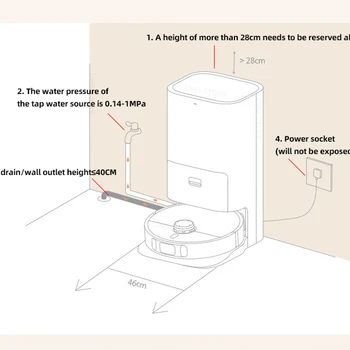 1. A height of more than 28cm needs to be reserved
> 28cm
2. The water pressure of
the tap water source is 0.14-1MPa
4. Power socket
(will not be exposed
drain/wall outlet height≤40CM
46cm